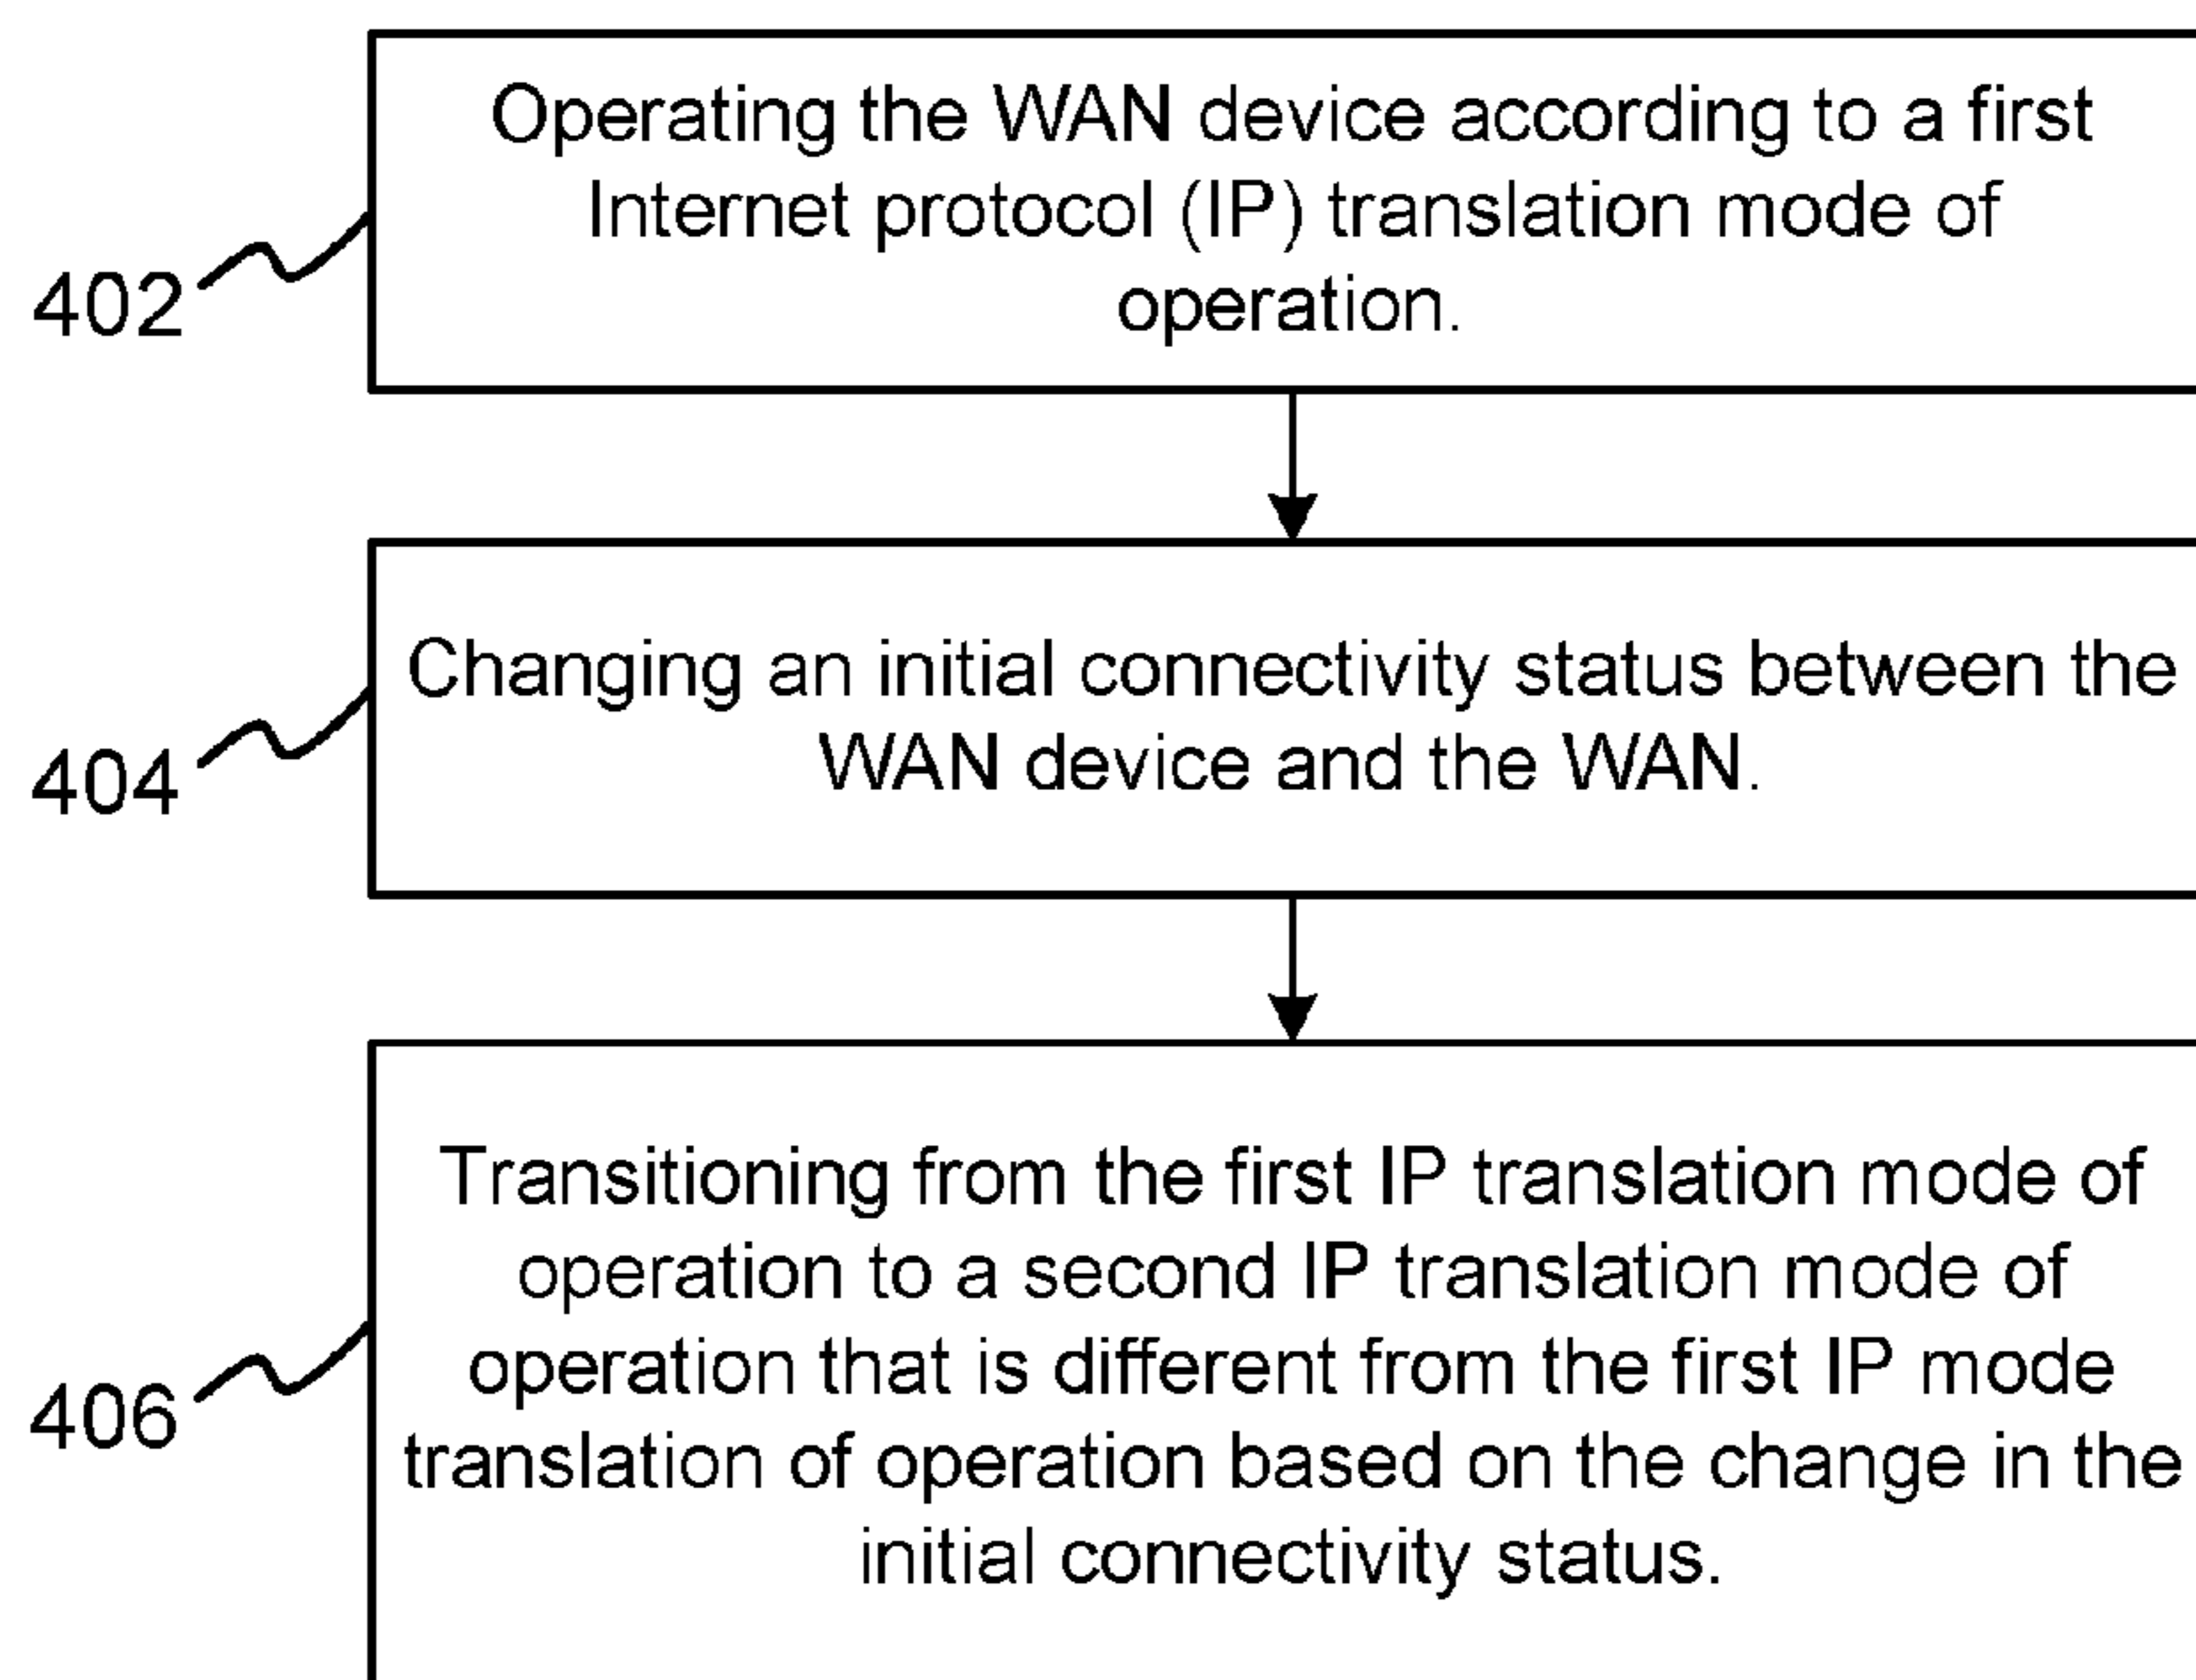 Operating the WAN device according to a first
Internet protocol (IP) translation mode of
operation.
402
Changing an initial connectivity status between the
WAN device and the WAN.
404
Transitioning from the first IP translation mode of
operation to a second IP translation mode of
operation that is different from the first IP mode
translation of operation based on the change in the
initial connectivity status.
406